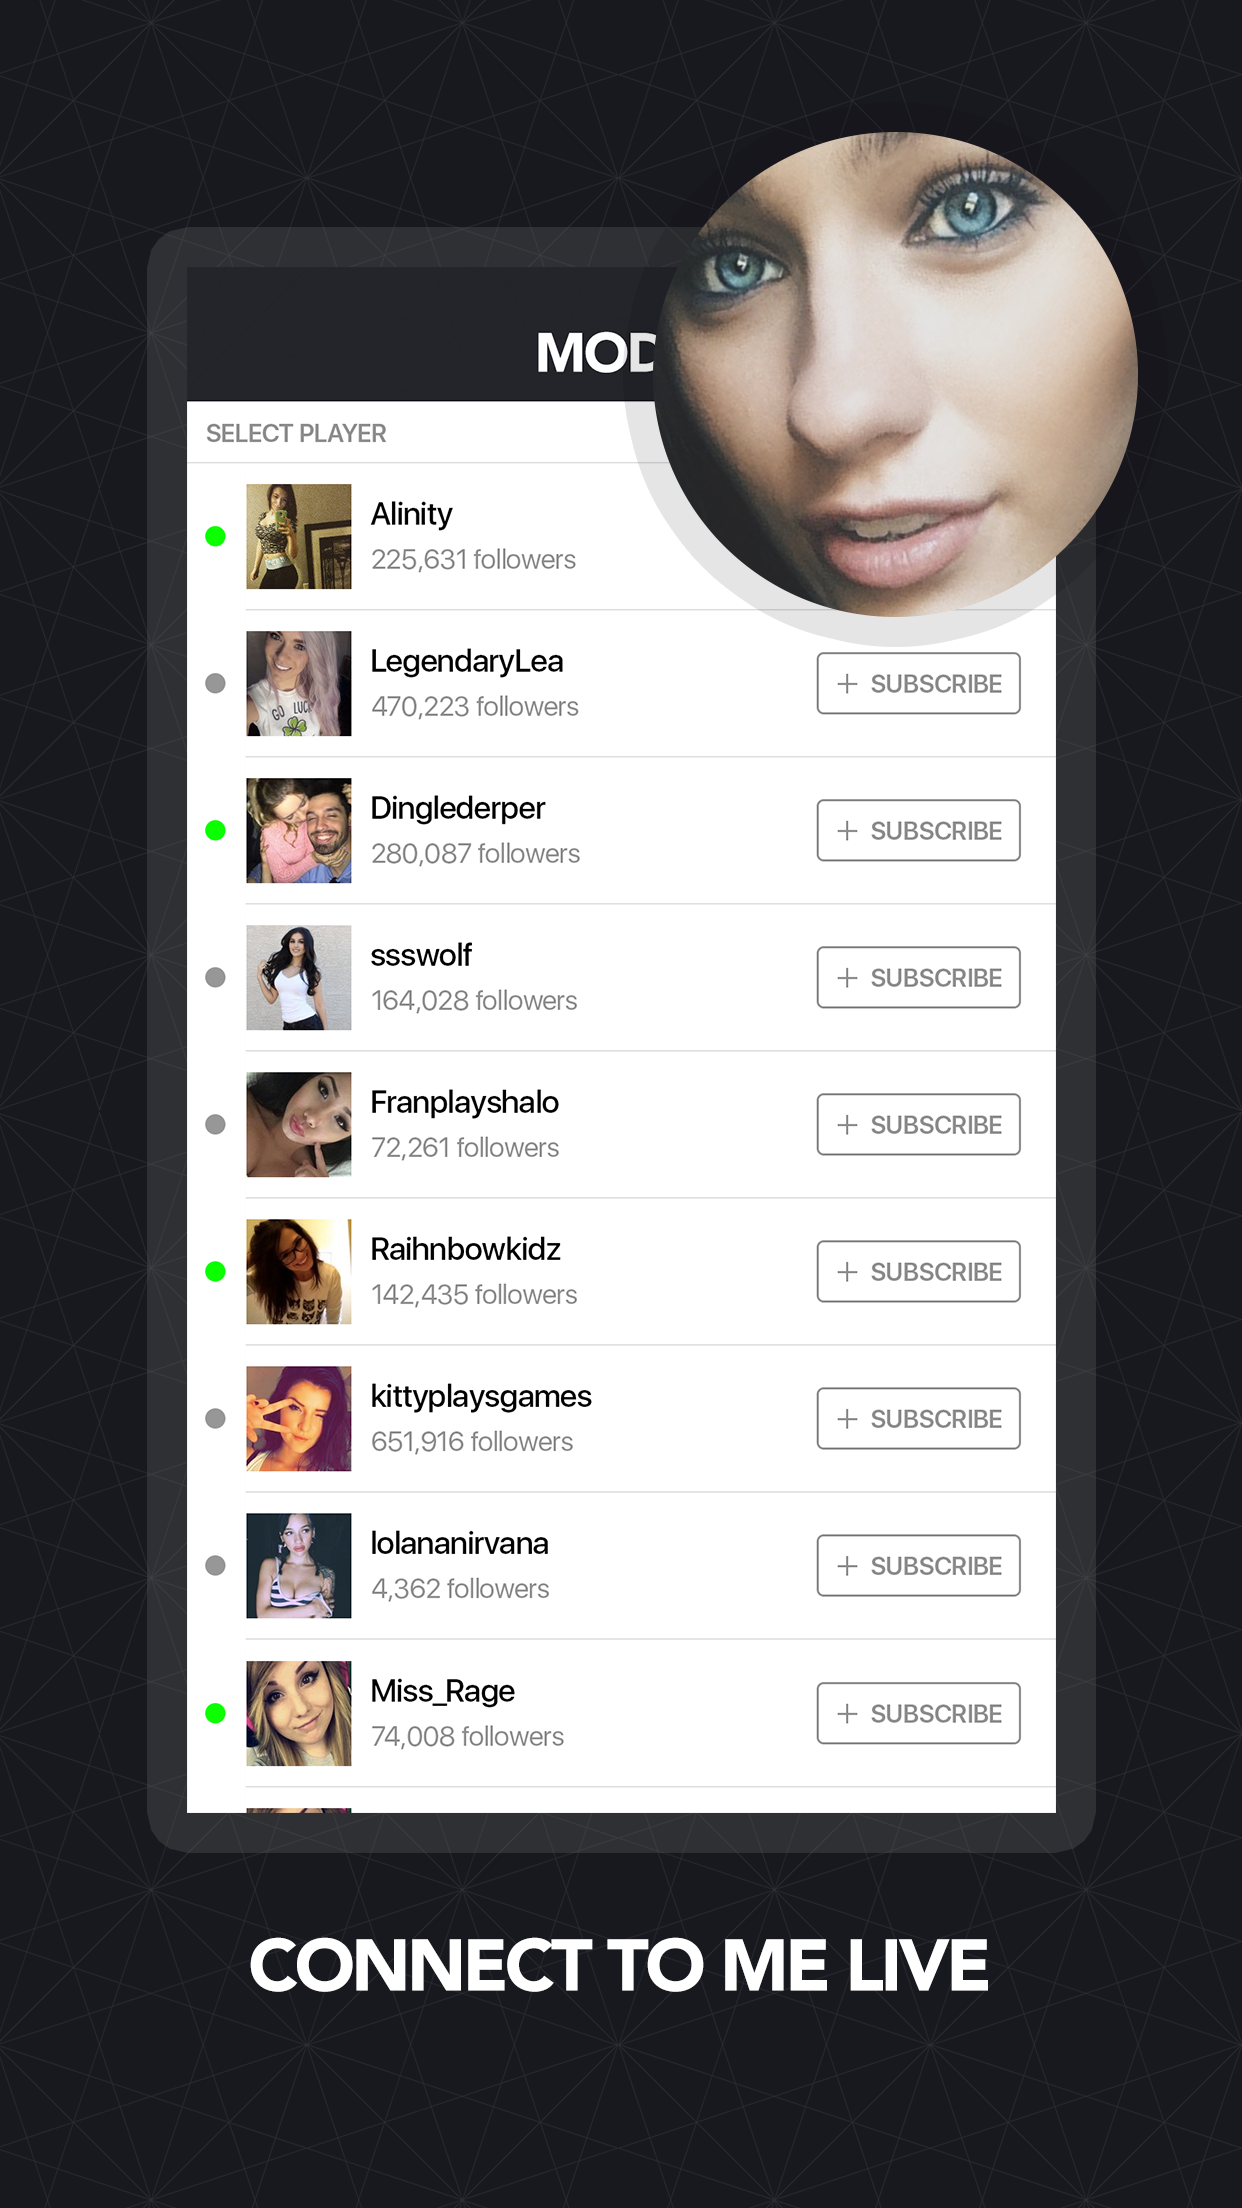 MOD
SELECT PLAYER
Alinity
225,631 followers
LegendaryLea
470,223 followers
+ SUBSCRIBE
GO LUC
Dinglederper
280,087 followers
+ SUBSCRIBE
ssswolf
164,028 followers
+ SUBSCRIBE
Franplayshalo
72,261 followers
+ SUBSCRIBE
Raihnbowkidz
142,435 followers
+ SUBSCRIBE
kittyplaysgames
651,916 followers
+ SUBSCRIBE
lolananirvana
4,362 followers
+ SUBSCRIBE
Miss_Rage
74,008 followers
+ SUBSCRIBE
CONNECT TO ME LIVE